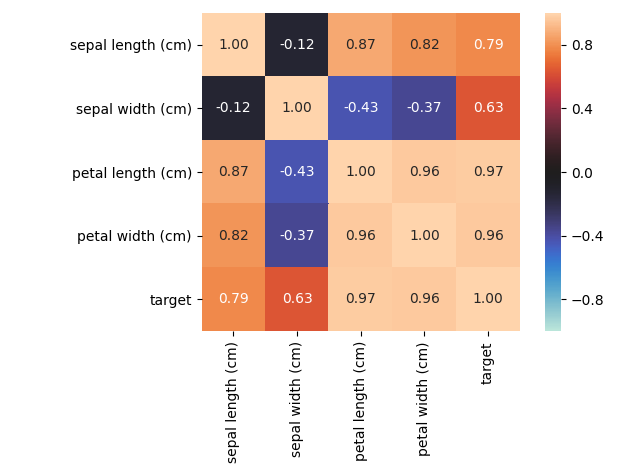 sepal length (cm) 1.00 -0.12 0.87 0.82 0.79
sepal width (cm) -0.12 1.00 -0.43 -0.37 0.63
petal length (cm) 0.87 -0.43 1.00 0.96 0.97
petal width (cm) 0.82 -0.37 0.96 1.00 0.96
target 0.79 0.63 0.97 0.96 1.00
sepal length (cm)
sepal width (cm)
petal length (cm)
petal width (cm)
target
0.8
0.4
0.0
−0.4
−0.8